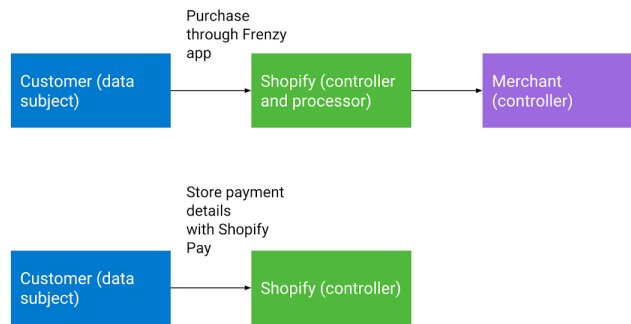 Purchase
through Frenzy
app
Customer (data
subject)
Shopify (controller
and processor)
Merchant
(controller)
Store payment
details
with Shopify
Pay
Customer (data
subject)
Shopify (controller)